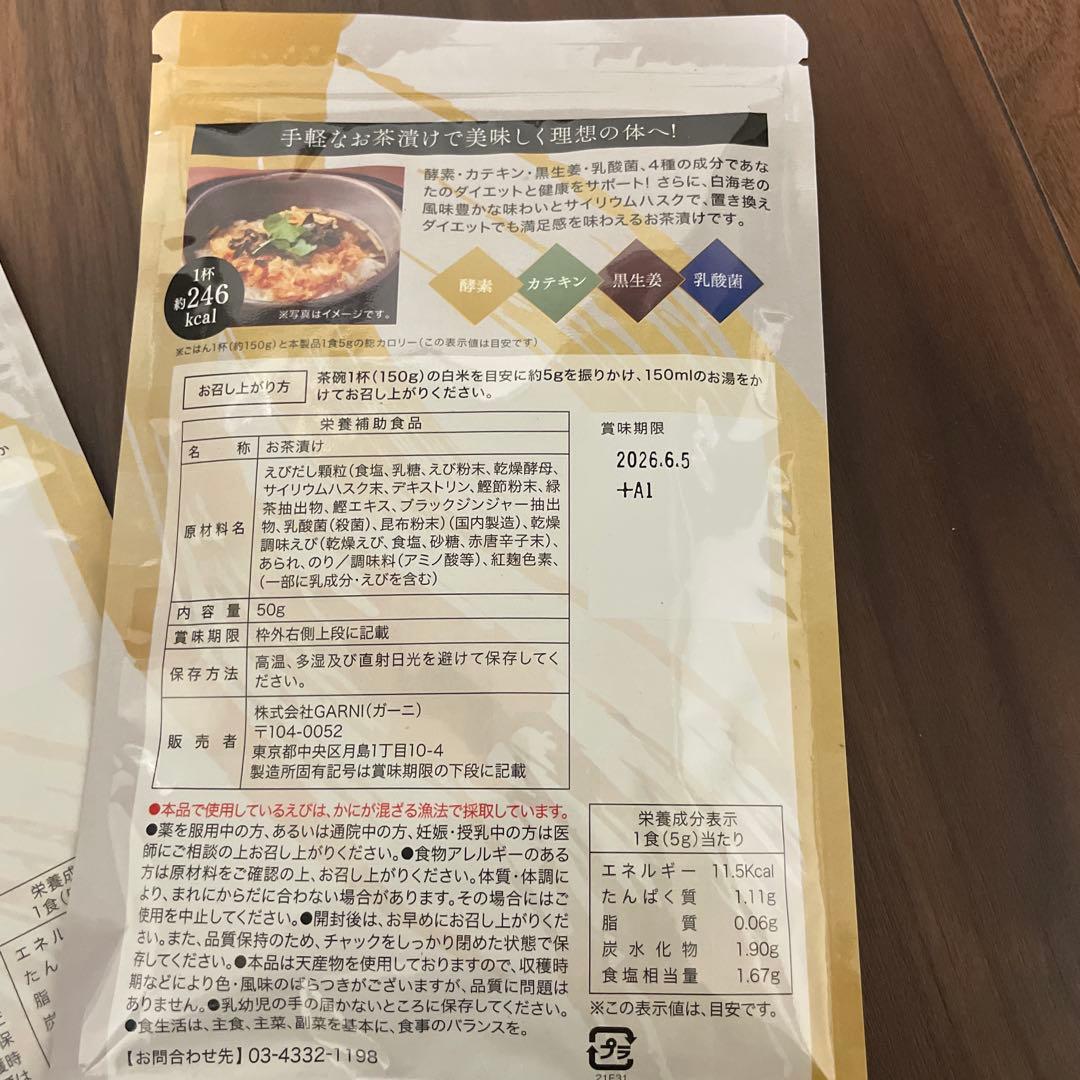 手軽なお茶漬けで美味しく理想の体へ!
酵素・カテキン・黒生姜・乳酸菌、4種の成分であな
たのダイエットと健康をサポート! さらに、白海老の
風味豊かな味わいとサイリウムハスクで、置き換え
ダイエットでも満足感を味わえるお茶漬けです。
1杯
約246
kcal
※写真はイメージです。
酵素
カテキン
黒生姜
乳酸菌
※ごはん1杯(約150g)と本製品1食5gの総カロリー(この表示値は目安です)
お召し上がり方
茶碗1杯(150g)の白米を目安に約5gを振りかけ、150mlのお湯をか
けてお召し上がりください。
栄養補助食品
名 称 お茶漬け
原材料名
えびだし顆粒(食塩、乳糖、えび粉末、乾燥酵母、
サイリウムハスク末、デキストリン、鰹節粉末、緑
茶抽出物、鰹エキス、ブラックジンジャー抽出
物、乳酸菌(殺菌)、昆布粉末)(国内製造)、乾燥
調味えび(乾燥えび、食塩、砂糖、赤唐辛子末)、
あられ、のり/調味料(アミノ酸等)、紅麹色素、
(一部に乳成分・えびを含む)
内容量 50g
賞味期限 枠外右側上段に記載
保存方法
高温、多湿及び直射日光を避けて保存してく
ださい。
販売者
株式会社GARNI(ガーニ)
〒104-0052
東京都中央区月島1丁目10-4
製造所固有記号は賞味期限の下段に記載
賞味期限
2026.6.5
+A1
●本品で使用しているえびは、かにが混ざる漁法で採取しています。
●薬を服用中の方、あるいは通院中の方、妊娠・授乳中の方は医
師にご相談の上お召し上がりください。●食物アレルギーのある
方は原材料をご確認の上、お召し上がりください。体質・体調に
より、まれにからだに合わない場合があります。その場合にはご
使用を中止してください。●開封後は、お早めにお召し上がりくだ
さい。また、品質保持のため、チャックをしっかり閉めた状態で保
存してください。●本品は天産物を使用しておりますので、収穫時
期などにより色・風味のばらつきがございますが、品質に問題は
ありません。●乳幼児の手の届かないところに保存してください。
●食生活は、主食、主菜、副菜を基本に、食事のバランスを。
【お問合わせ先】03-4332-1198
栄養成分表示
1食(5g)当たり
エネルギー 11.5Kcal
たんぱく質 1.11g
脂質 0.06g
炭水化物 1.90g
食塩相当量 1.67g
※この表示値は、目安です。
プラ
21E31
か
栄養成
1食(
エネル
たん
脂
炭
保
穫時